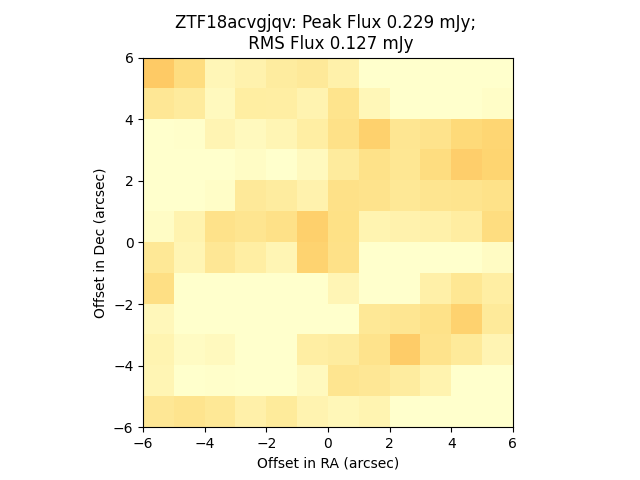 ZTF18acvgjqv: Peak Flux 0.229 mJy;
RMS Flux 0.127 mJy
6
4
2
0
−2
−4
−6
Offset in Dec (arcsec)
−6 −4 −2 0 2 4 6
Offset in RA (arcsec)